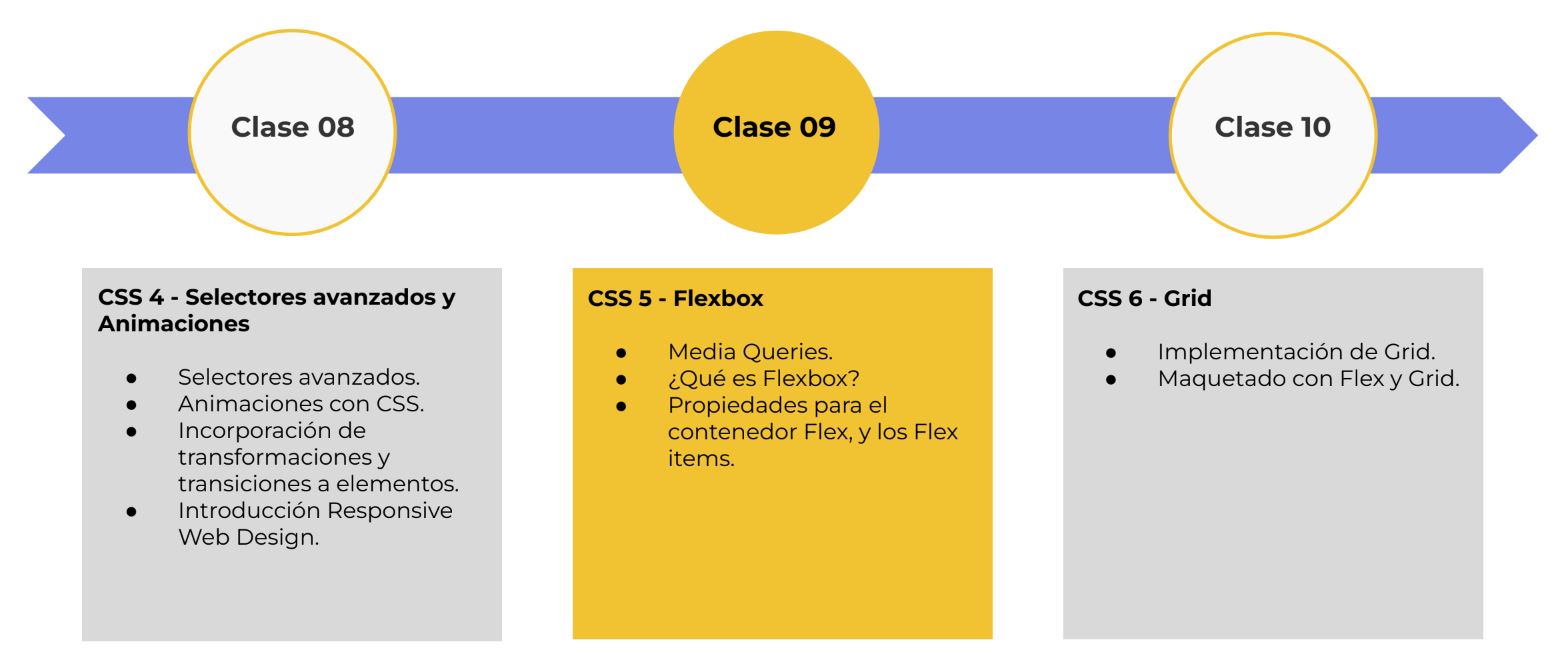 Clase 08
Clase 09
Clase 10
CSS 4 - Selectores avanzados y
Animaciones
● Selectores avanzados.
● Animaciones con CSS.
● Incorporación de
transformaciones y
transiciones a elementos.
● Introducción Responsive
Web Design.
CSS 5 - Flexbox
● Media Queries.
● ¿Qué es Flexbox?
● Propiedades para el
contenedor Flex, y los Flex
items.
CSS 6 - Grid
● Implementación de Grid.
● Maquetado con Flex y Grid.